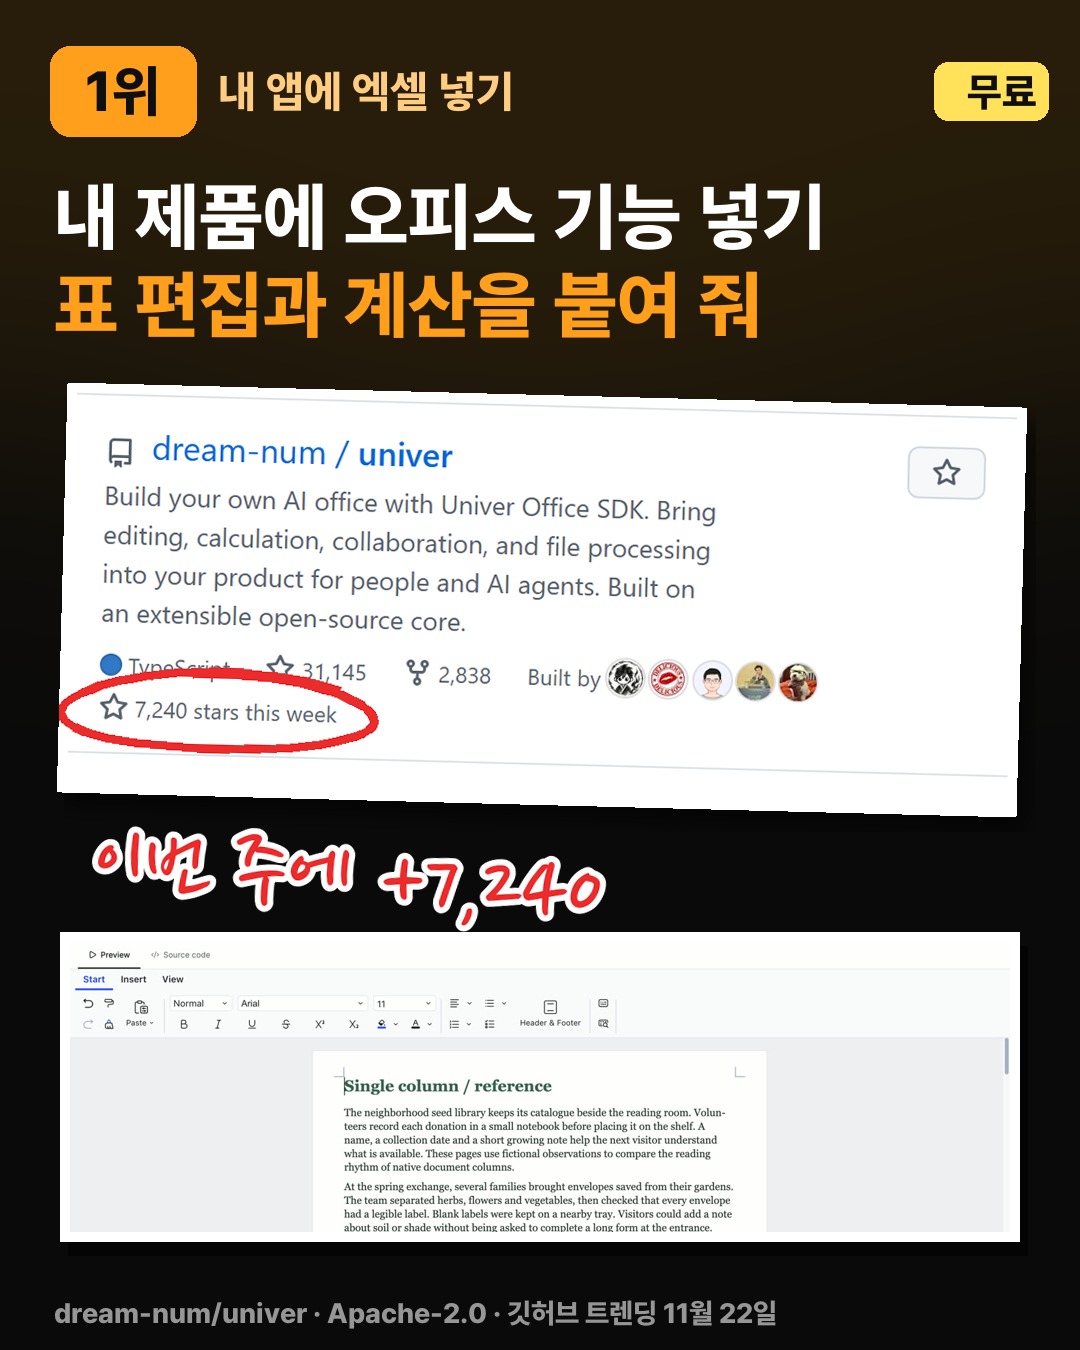 1위
내 앱에 엑셀 넣기
무료
내 제품에 오피스 기능 넣기
표 편집과 계산을 붙여 줘
dream-num / univer
Build your own AI office with Univer Office SDK. Bring
editing, calculation, collaboration, and file processing
into your product for people and AI agents. Built on
an extensible open-source core.
TypeScript 31,145 2,838 Built by
7,240 stars this week
이번 주에 +7,240
Preview Source code
Start Insert View
Paste Normal Arial 11
B I U S X² X₂ A Header & Footer
Single column / reference
The neighborhood seed library keeps its catalogue beside the reading room. Volun-
teers record each donation in a small notebook before placing it on the shelf. A
name, a collection date and a short growing note help the next visitor understand
what is available. These pages use fictional observations to compare the reading
rhythm of native document columns.
At the spring exchange, several families brought envelopes saved from their gardens.
The team separated herbs, flowers and vegetables, then checked that every envelope
had a legible label. Blank labels were kept on a nearby tray. Visitors could add a note
about soil or shade without being asked to complete a long form at the entrance.
dream-num/univer · Apache-2.0 · 깃허브 트렌딩 11월 22일